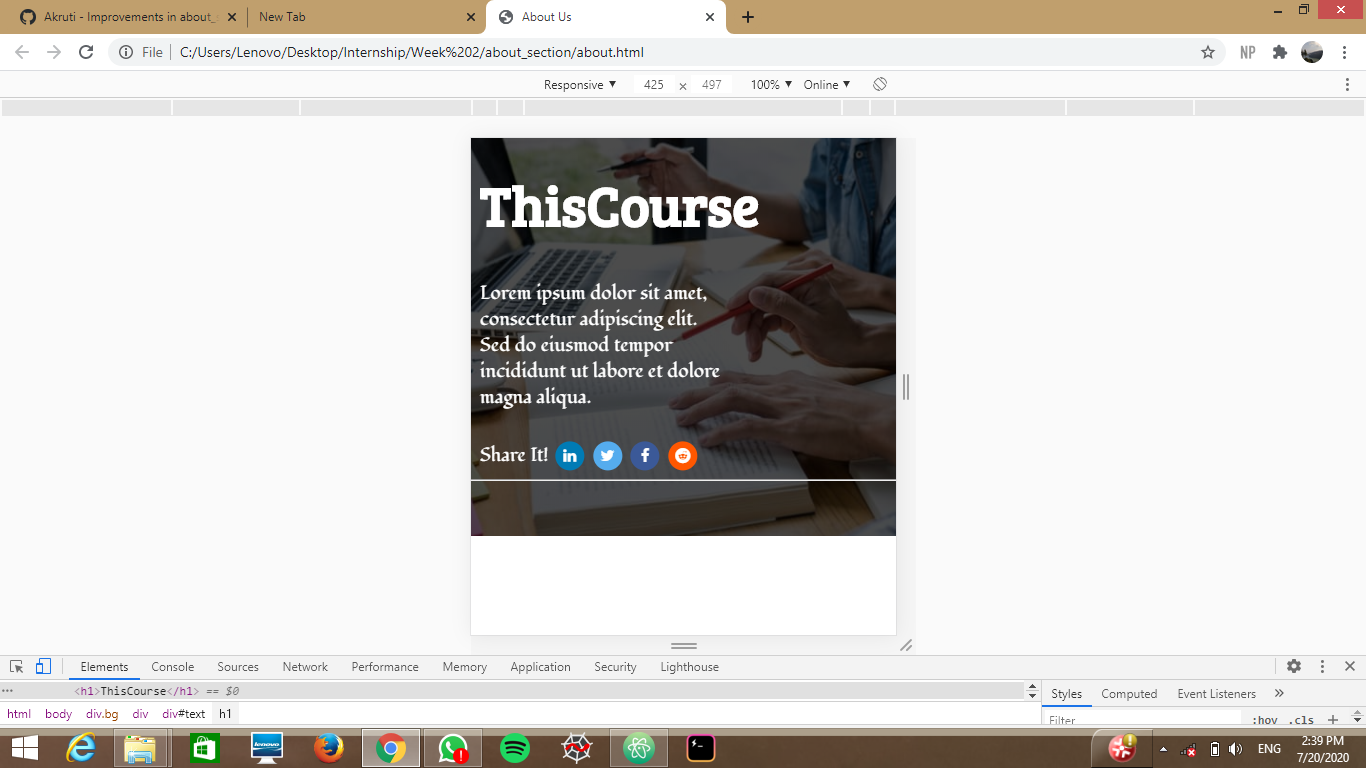 Akruti - Improvements in about_s
New Tab
About Us
File
C:/Users/Lenovo/Desktop/Internship/Week%202/about_section/about.html
NP
Responsive ▼ 425 × 497 100% ▼ Online ▼
ThisCourse
Lorem ipsum dolor sit amet,
consectetur adipiscing elit.
Sed do eiusmod tempor
incididunt ut labore et dolore
magna aliqua.
Share It!
Elements Console Sources Network Performance Memory Application Security Lighthouse
... <h1>ThisCourse</h1> == $0
Styles Computed Event Listeners »
html body div.bg div div#text h1
Filter :hov .cls +
lenovo
ENG
2:39 PM
7/20/2020